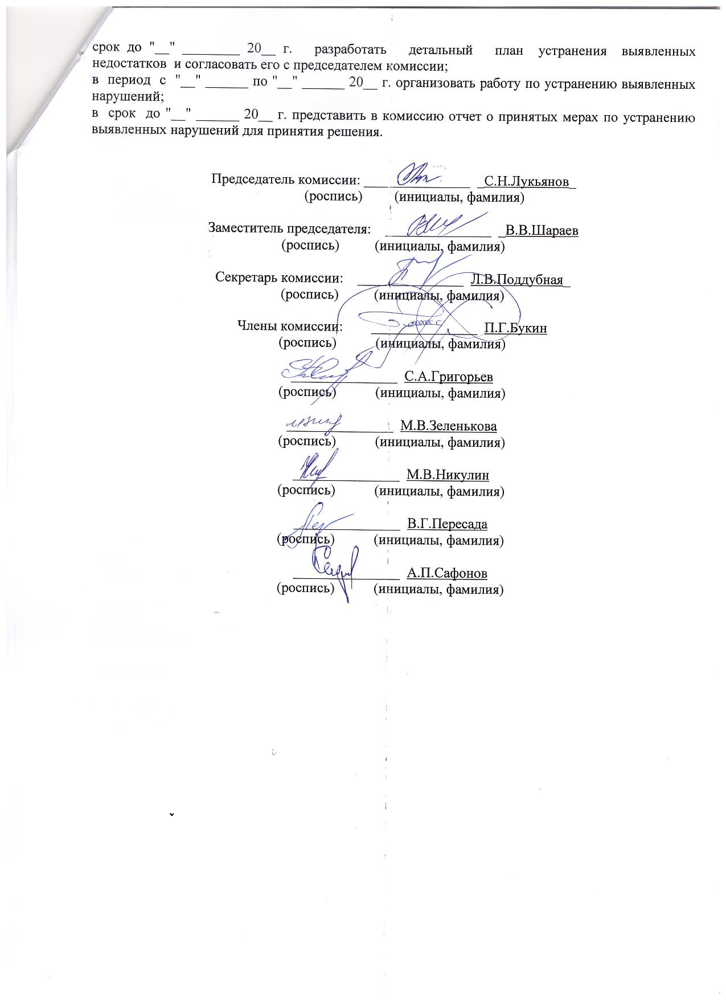 срок до "__" ________ 20__ г. разработать детальный план устранения выявленных
недостатков и согласовать его с председателем комиссии;
в период с "__" ______ по "__" ______ 20__ г. организовать работу по устранению выявленных
нарушений;
в срок до "__" ______ 20__ г. представить в комиссию отчет о принятых мерах по устранению
выявленных нарушений для принятия решения.
Председатель комиссии: _______________ _С.Н.Лукьянов_
(роспись) (инициалы, фамилия)
Заместитель председателя: _______________ _В.В.Шараев
(роспись) (инициалы, фамилия)
Секретарь комиссии: _______________ Л.В.Поддубная_
(роспись) (инициалы, фамилия)
Члены комиссии: _______________ П.Г.Букин
(роспись) (инициалы, фамилия)
_______________ С.А.Григорьев
(роспись) (инициалы, фамилия)
_______________ М.В.Зеленькова
(роспись) (инициалы, фамилия)
_______________ М.В.Никулин
(роспись) (инициалы, фамилия)
_______________ В.Г.Пересада
(роспись) (инициалы, фамилия)
_______________ А.П.Сафонов
(роспись) (инициалы, фамилия)